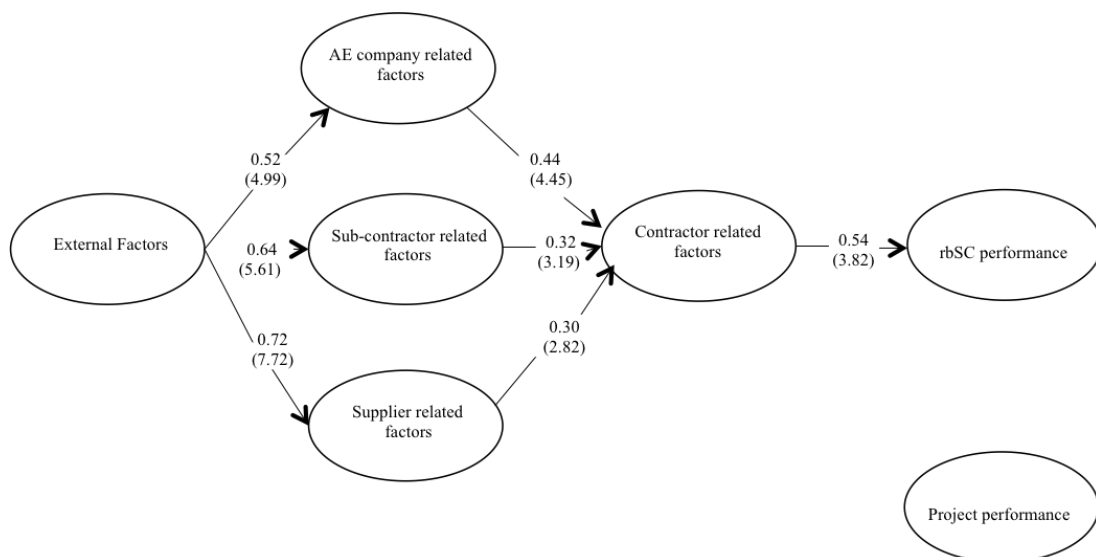 AE company related
factors
0.52
(4.99)
0.44
(4.45)
External Factors
0.64
(5.61)
Sub-contractor related
factors
0.32
(3.19)
Contractor related
factors
0.54
(3.82)
rbSC performance
0.72
(7.72)
0.30
(2.82)
Supplier related
factors
Project performance